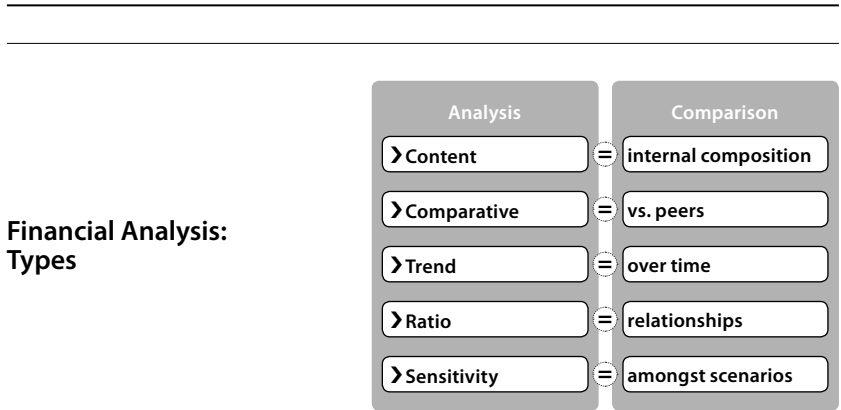 Financial Analysis:
Types
Analysis Comparison
❯Content = internal composition
❯Comparative = vs. peers
❯Trend = over time
❯Ratio = relationships
❯Sensitivity = amongst scenarios